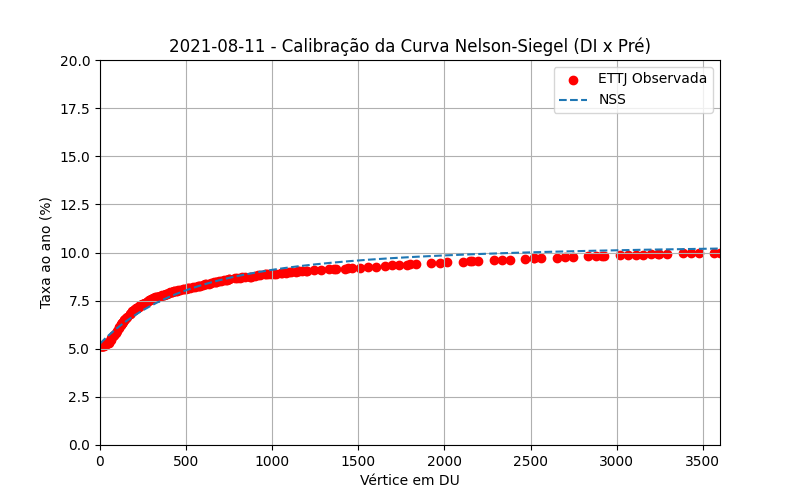 2021-08-11 - Calibração da Curva Nelson-Siegel (DI x Pré)
ETTJ Observada
NSS
Taxa ao ano (%)
20.0
17.5
15.0
12.5
10.0
7.5
5.0
2.5
0.0
0 500 1000 1500 2000 2500 3000 3500
Vértice em DU